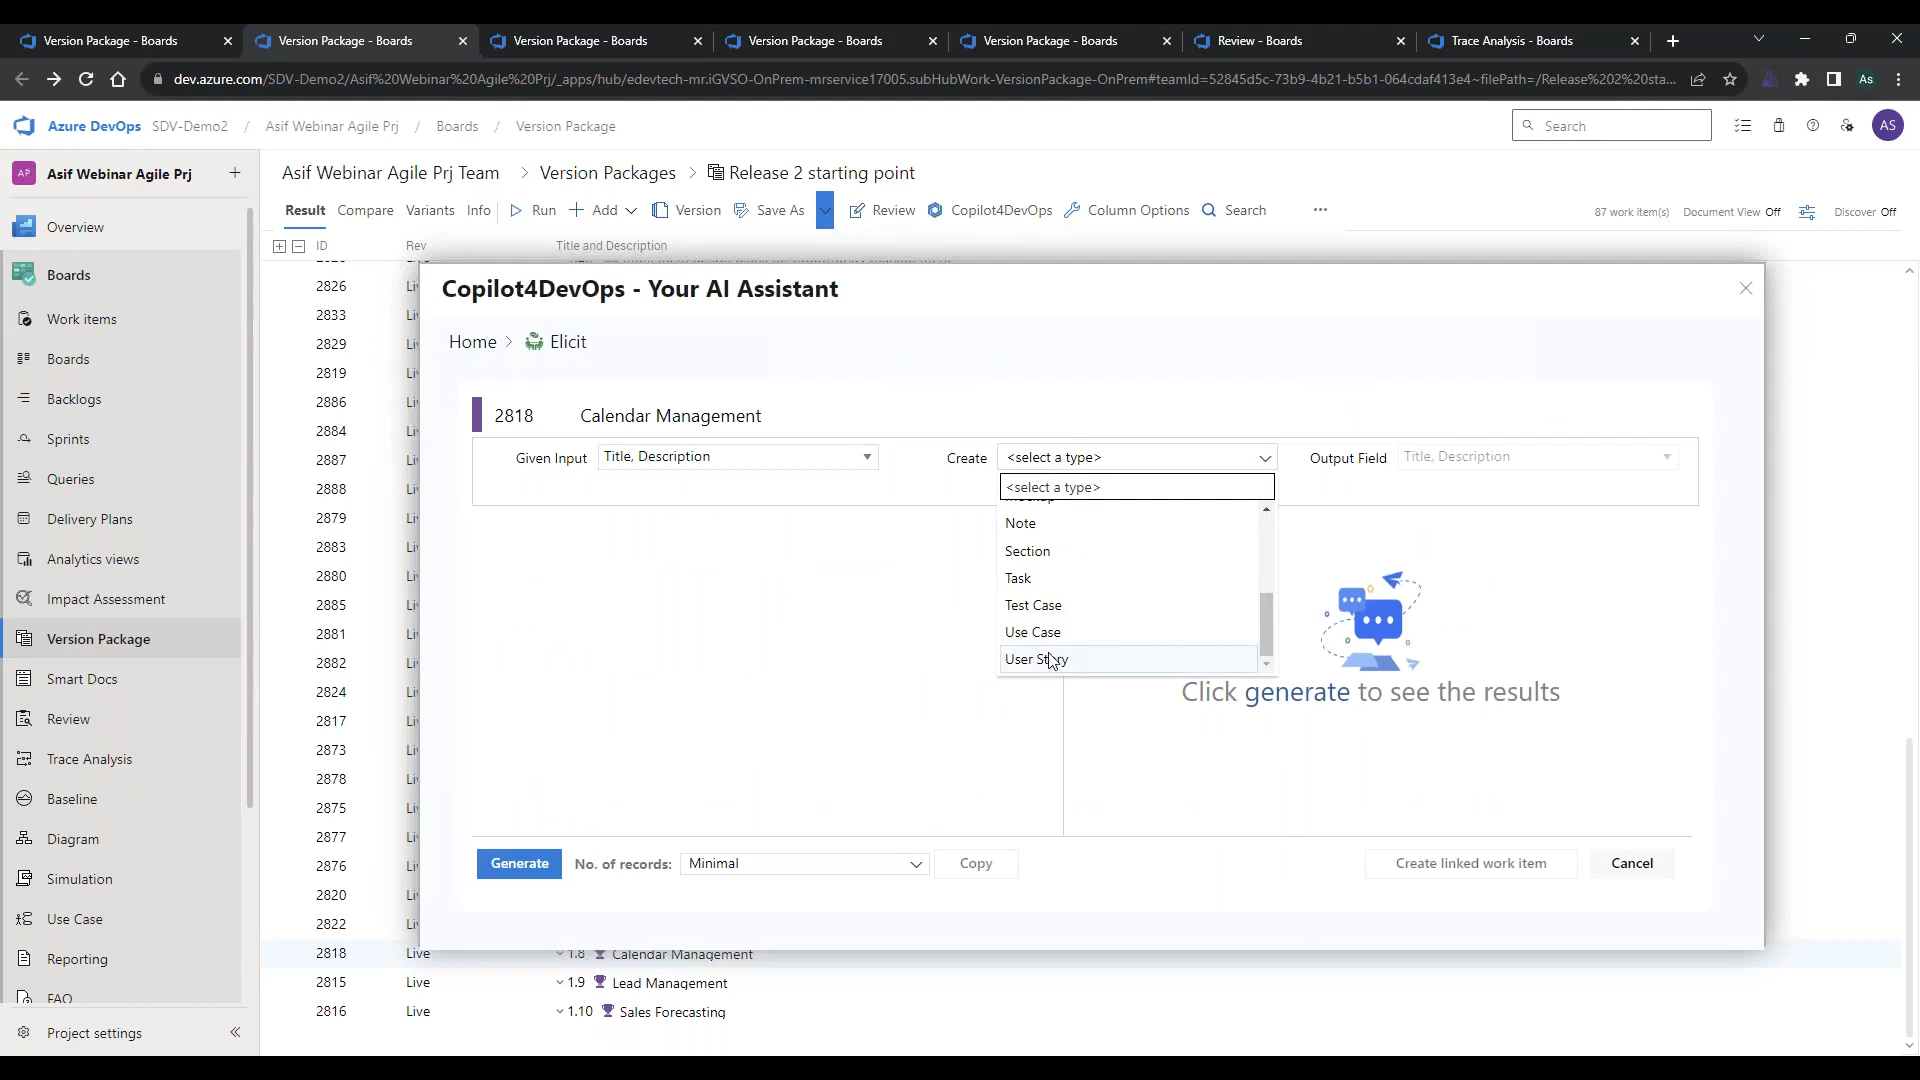 Version Package - Boards
Version Package - Boards
Version Package - Boards
Version Package - Boards
Version Package - Boards
Review - Boards
Trace Analysis - Boards
dev.azure.com/SDV-Demo2/Asif%20Webinar%20Agile%20Prj/_apps/hub/edevtech-mr.iGVSO-OnPrem-mrservice17005.subHubWork-VersionPackage-OnPrem#teamId=52845d5c-73b9-4b21-b5b1-064cdaf413e4~filePath=/Release%202%20sta...
As
Azure DevOps SDV-Demo2 / Asif Webinar Agile Prj / Boards / Version Package
Search
AS
AP Asif Webinar Agile Prj +
Overview
Boards
Work items
Boards
Backlogs
Sprints
Queries
Delivery Plans
Analytics views
Impact Assessment
Version Package
Smart Docs
Review
Trace Analysis
Baseline
Diagram
Simulation
Use Case
Reporting
FAQ
Project settings
Asif Webinar Agile Prj Team > Version Packages > Release 2 starting point
Result Compare Variants Info Run Add Version Save As Review Copilot4DevOps Column Options Search ...
87 work item(s) Document View Off Discover Off
ID Rev Title and Description
2826
2833
2829
2819
2886
2884
2887
2888
2879
2883
2880
2885
2881
2882
2824
2817
2873
2878
2875
2877
2876
2820
2822
2818 Live 1.8 Calendar Management
2815 Live 1.9 Lead Management
2816 Live 1.10 Sales Forecasting
Copilot4DevOps - Your AI Assistant
Home > Elicit
2818 Calendar Management
Given Input Title, Description Create <select a type> Output Field Title, Description
<select a type>
Note
Section
Task
Test Case
Use Case
User Story
Click generate to see the results
Generate No. of records: Minimal Copy Create linked work item Cancel